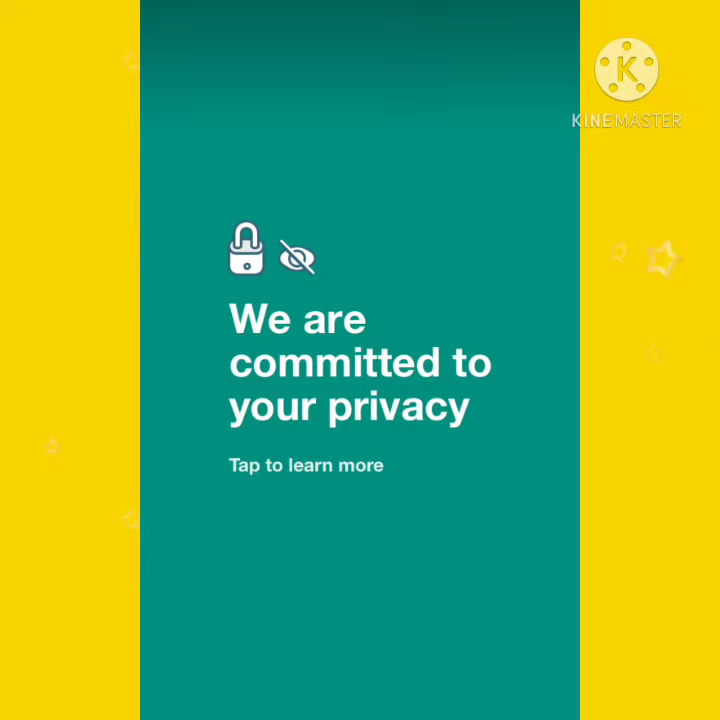 K
KINEMASTER
We are
committed to
your privacy
Tap to learn more